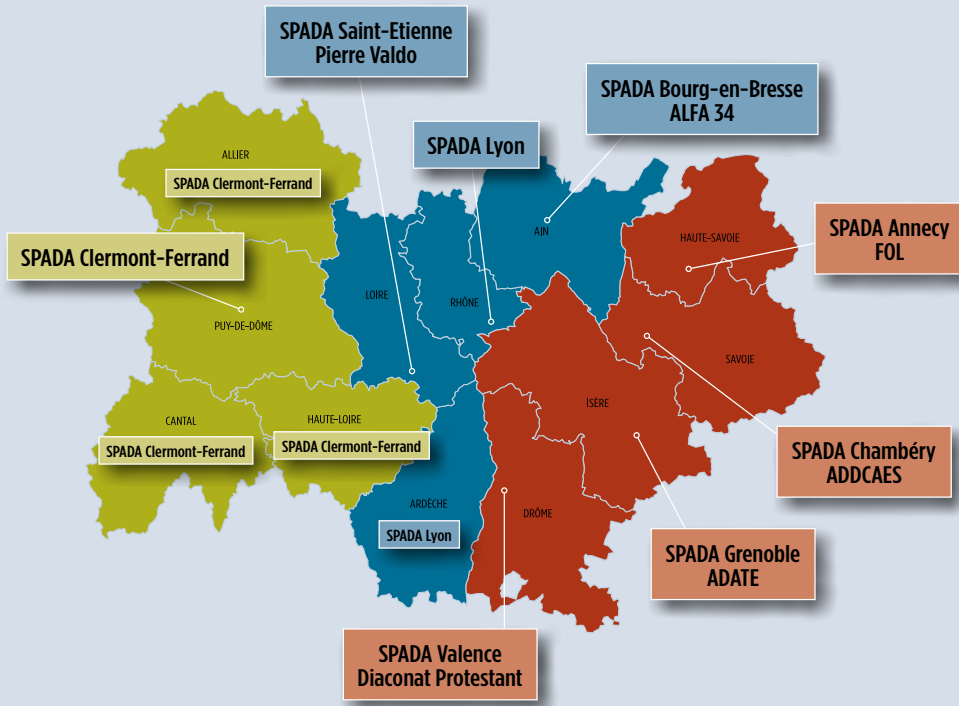 SPADA Saint-Etienne
Pierre Valdo
SPADA Bourg-en-Bresse
ALFA 34
SPADA Lyon
ALLIER
SPADA Clermont-Ferrand
SPADA Clermont-Ferrand
PUY-DE-DÔME
LOIRE
RHÔNE
AIN
HAUTE-SAVOIE
SPADA Annecy
FOL
SAVOIE
CANTAL
SPADA Clermont-Ferrand
HAUTE-LOIRE
SPADA Clermont-Ferrand
ISÈRE
SPADA Chambéry
ADDCAES
ARDÈCHE
SPADA Lyon
DRÔME
SPADA Grenoble
ADATE
SPADA Valence
Diaconat Protestant